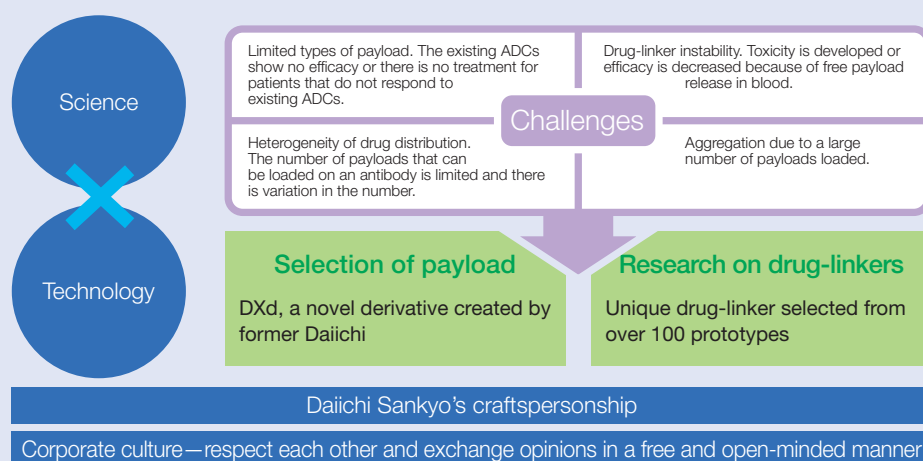 Science
Technology
Limited types of payload. The existing ADCs
show no efficacy or there is no treatment for
patients that do not respond to
existing ADCs.
Drug-linker instability. Toxicity is developed or
efficacy is decreased because of free payload
release in blood.
Challenges
Heterogeneity of drug distribution.
The number of payloads that can
be loaded on an antibody is limited and there
is variation in the number.
Aggregation due to a large
number of payloads loaded.
Selection of payload
DXd, a novel derivative created by
former Daiichi
Research on drug-linkers
Unique drug-linker selected from
over 100 prototypes
Daiichi Sankyo’s craftspersonship
Corporate culture—respect each other and exchange opinions in a free and open-minded manner